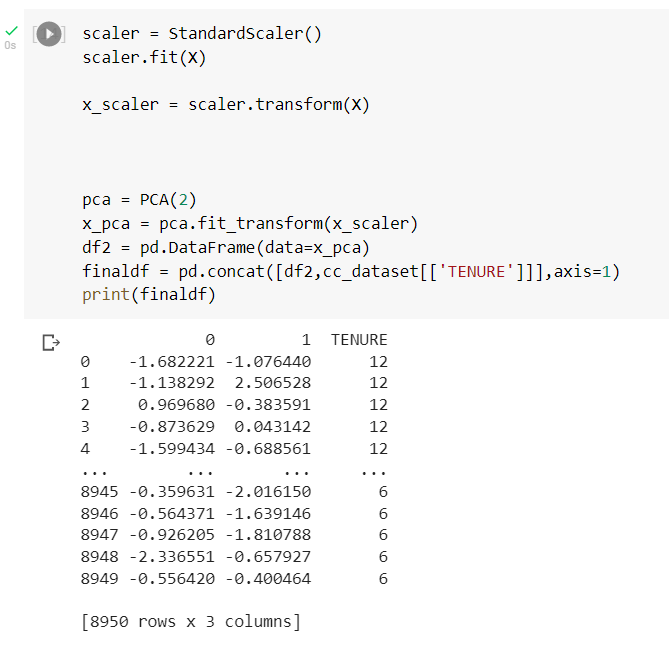 0s
scaler = StandardScaler()
scaler.fit(X)
x_scaler = scaler.transform(X)
pca = PCA(2)
x_pca = pca.fit_transform(x_scaler)
df2 = pd.DataFrame(data=x_pca)
finaldf = pd.concat([df2,cc_dataset[['TENURE']]],axis=1)
print(finaldf)
0 1 TENURE
0 -1.682221 -1.076440 12
1 -1.138292 2.506528 12
2 0.969680 -0.383591 12
3 -0.873629 0.043142 12
4 -1.599434 -0.688561 12
... ... ... ...
8945 -0.359631 -2.016150 6
8946 -0.564371 -1.639146 6
8947 -0.926205 -1.810788 6
8948 -2.336551 -0.657927 6
8949 -0.556420 -0.400464 6
[8950 rows x 3 columns]